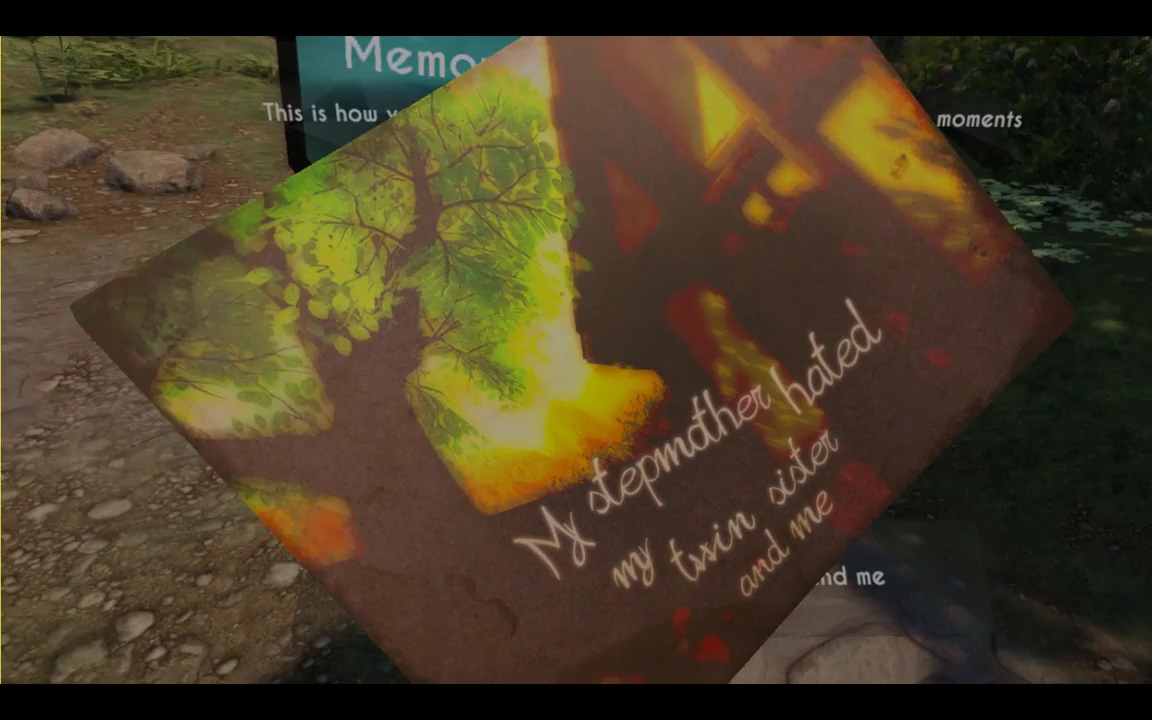 Memo
This is how y
moments
My stepmother hated
my twin sister
and me
nd me